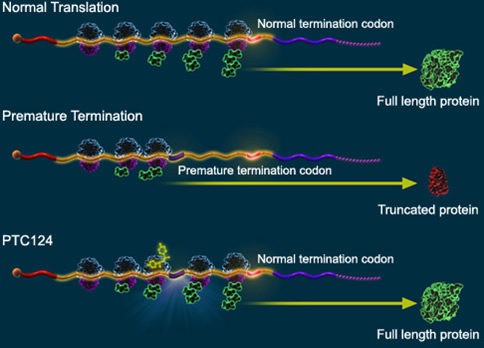 Normal Translation
Normal termination codon
Full length protein
Premature Termination
Premature termination codon
Truncated protein
PTC124
Normal termination codon
Full length protein